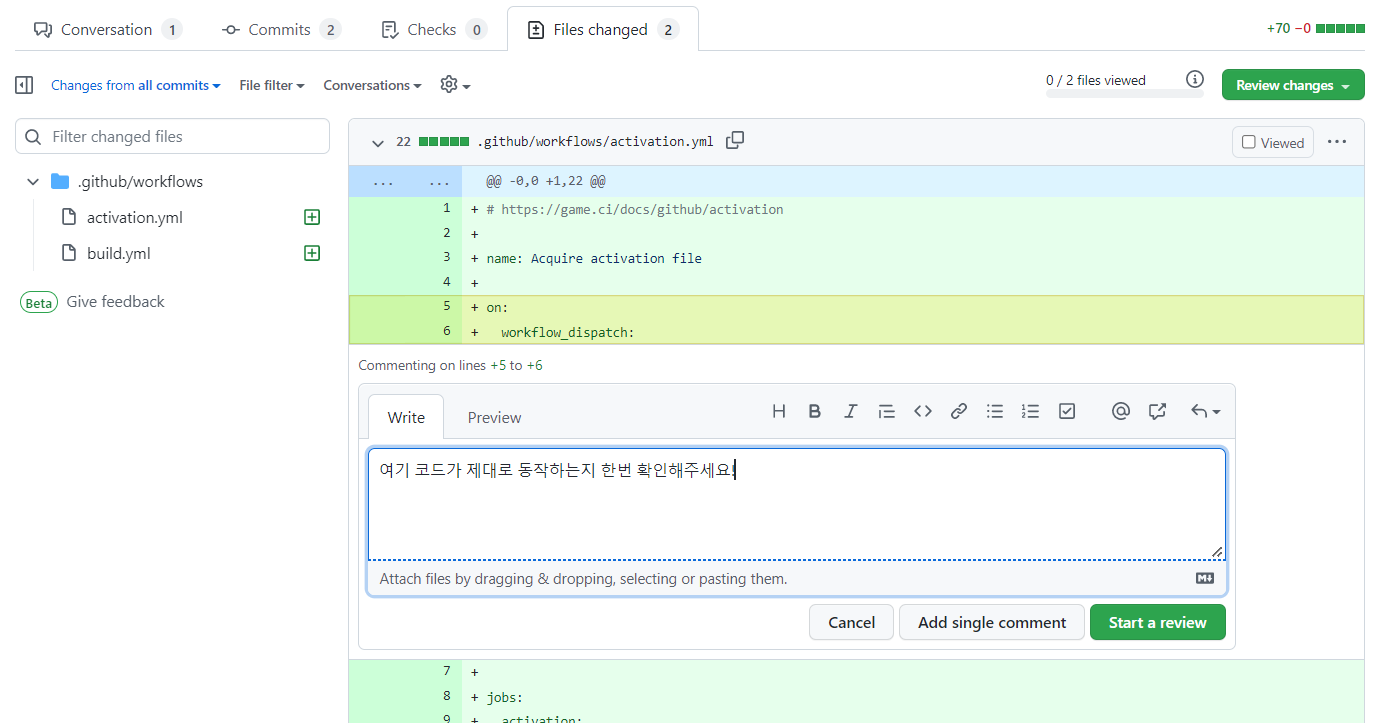 Conversation 1 Commits 2 Checks 0 Files changed 2 +70 −0
Changes from all commits File filter Conversations 0 / 2 files viewed Review changes
Filter changed files
.github/workflows
activation.yml
build.yml
Beta Give feedback
22 .github/workflows/activation.yml Viewed
... ... @@ -0,0 +1,22 @@
1 + # https://game.ci/docs/github/activation
2 +
3 + name: Acquire activation file
4 +
5 + on:
6 + workflow_dispatch:
Commenting on lines +5 to +6
Write Preview
여기 코드가 제대로 동작하는지 한번 확인해주세요!
Attach files by dragging & dropping, selecting or pasting them.
Cancel Add single comment Start a review
7 +
8 + jobs:
9 + activation: